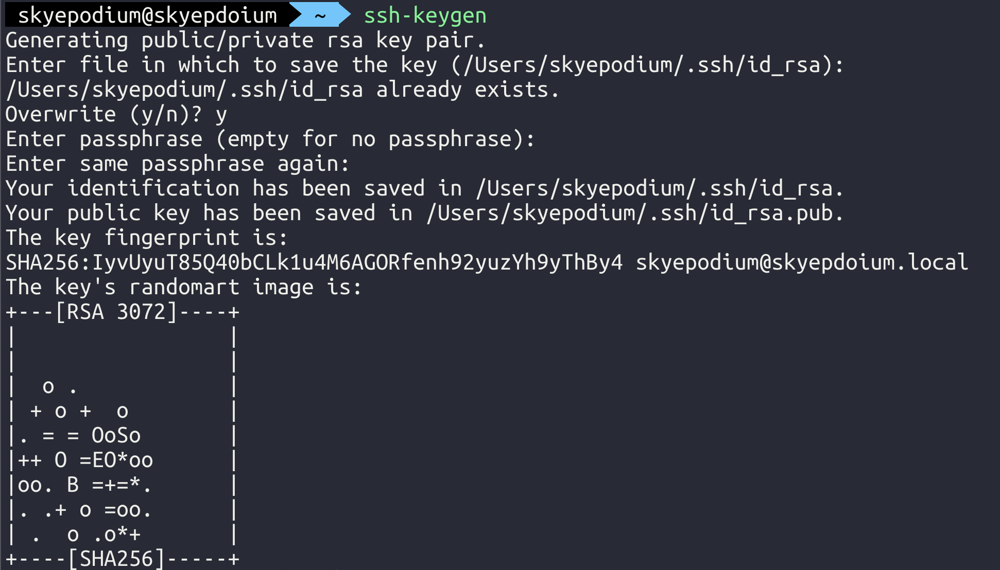 skyepodium@skyepdoium ~ ssh-keygen
Generating public/private rsa key pair.
Enter file in which to save the key (/Users/skyepodium/.ssh/id_rsa):
/Users/skyepodium/.ssh/id_rsa already exists.
Overwrite (y/n)? y
Enter passphrase (empty for no passphrase):
Enter same passphrase again:
Your identification has been saved in /Users/skyepodium/.ssh/id_rsa.
Your public key has been saved in /Users/skyepodium/.ssh/id_rsa.pub.
The key fingerprint is:
SHA256:IyvUyuT85Q40bCLk1u4M6AGORfenh92yuzYh9yThBy4 skyepodium@skyepdoium.local
The key's randomart image is:
+---[RSA 3072]----+
|                 |
|                 |
|  o .            |
| + o +  o        |
|. = = OoSo       |
|++ O =EO*oo      |
|oo. B =+=*.      |
|. .+ o =oo.      |
| .  o .o*+       |
+----[SHA256]-----+